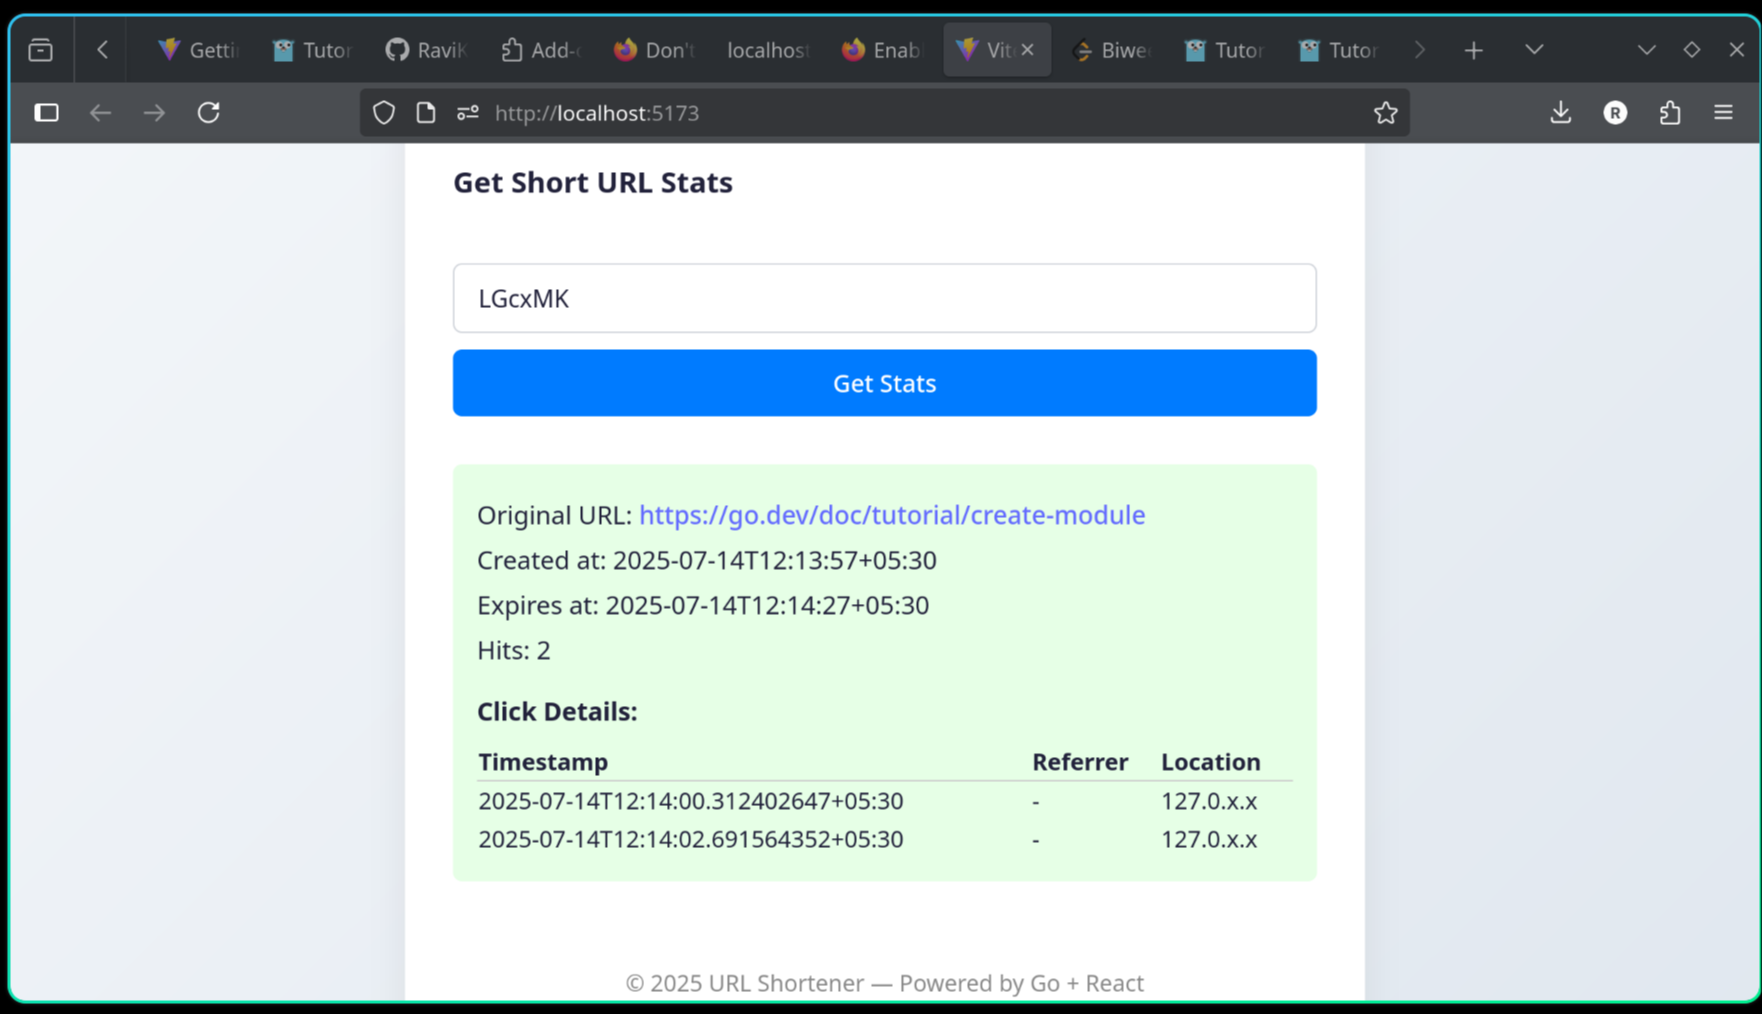 Getti Tutor RaviK Add-o Don't localhost Enab Vite Biwee Tutor Tutor
http://localhost:5173 R
Get Short URL Stats
LGcxMK
Get Stats
Original URL: https://go.dev/doc/tutorial/create-module
Created at: 2025-07-14T12:13:57+05:30
Expires at: 2025-07-14T12:14:27+05:30
Hits: 2
Click Details:
Timestamp Referrer Location
2025-07-14T12:14:00.312402647+05:30 - 127.0.x.x
2025-07-14T12:14:02.691564352+05:30 - 127.0.x.x
© 2025 URL Shortener — Powered by Go + React